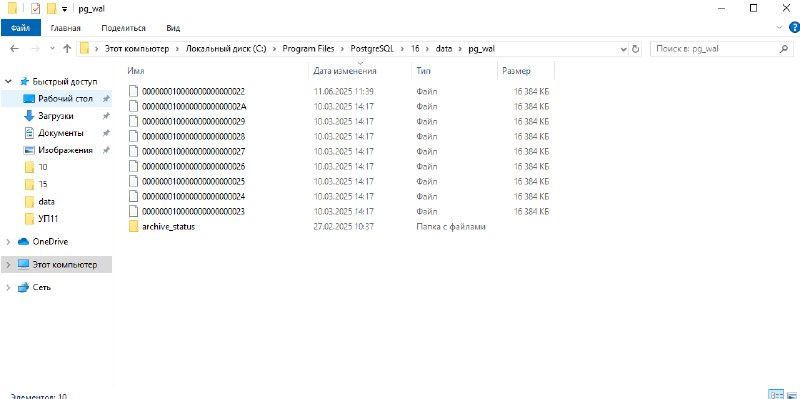 pg_wal
Файл Главная Поделиться Вид
Этот компьютер Локальный диск (C:) Program Files PostgreSQL 16 data pg_wal Поиск в: pg_wal
Имя Дата изменения Тип Размер
Быстрый доступ
Рабочий стол
Загрузки
Документы
Изображения
10
15
data
УП11
OneDrive
Этот компьютер
Сеть
000000010000000000000022 11.06.2025 11:39 Файл 16 384 КБ
00000001000000000000002A 10.03.2025 14:17 Файл 16 384 КБ
000000010000000000000029 10.03.2025 14:17 Файл 16 384 КБ
000000010000000000000028 10.03.2025 14:17 Файл 16 384 КБ
000000010000000000000027 10.03.2025 14:17 Файл 16 384 КБ
000000010000000000000026 10.03.2025 14:17 Файл 16 384 КБ
000000010000000000000025 10.03.2025 14:17 Файл 16 384 КБ
000000010000000000000024 10.03.2025 14:17 Файл 16 384 КБ
000000010000000000000023 10.03.2025 14:17 Файл 16 384 КБ
archive_status 27.02.2025 10:37 Папка с файлами
Элементов: 10